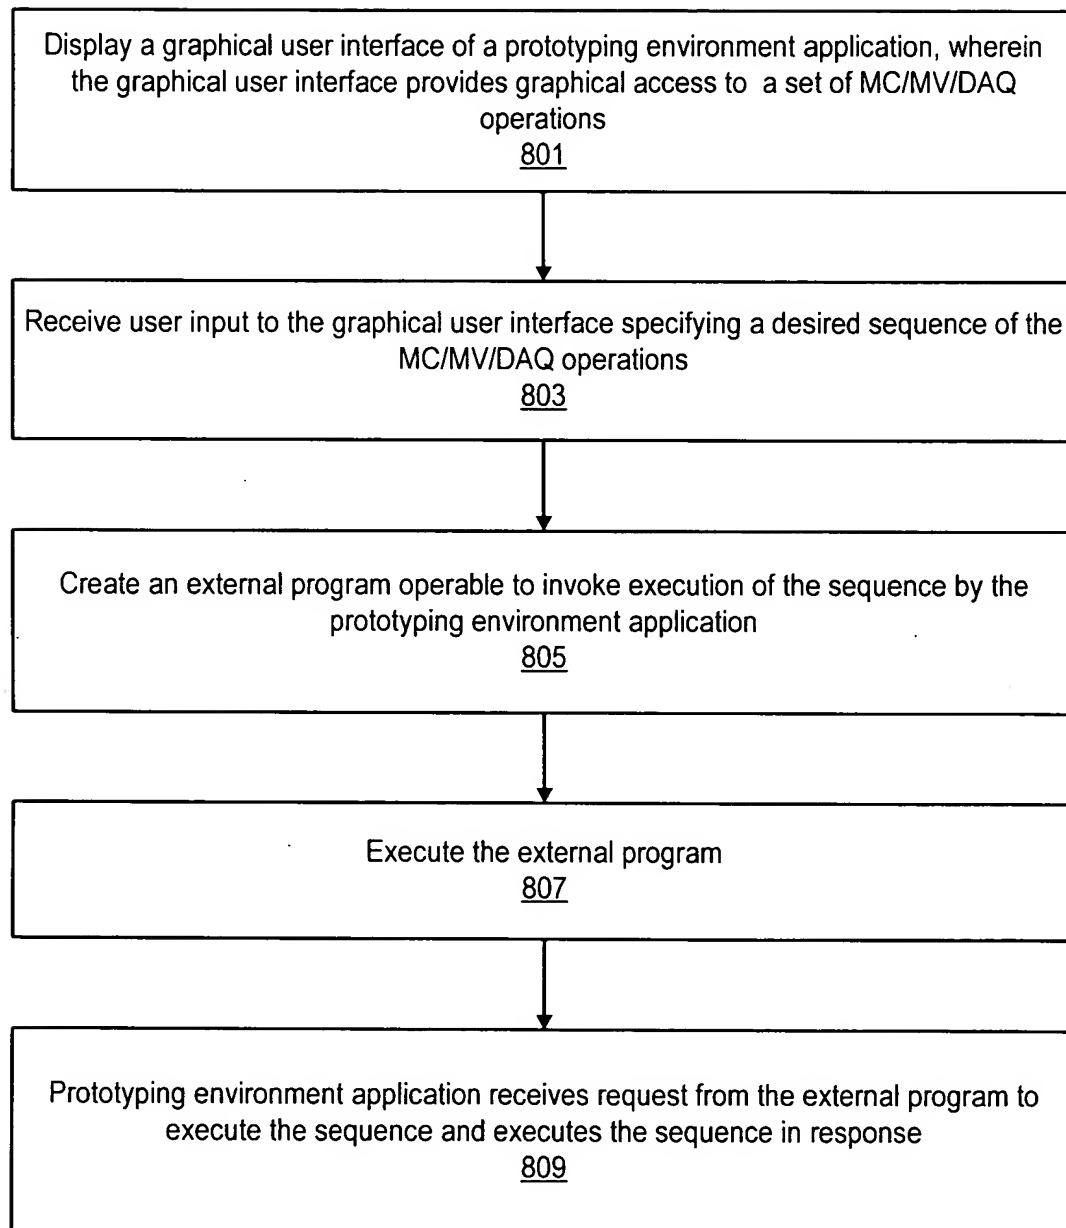 Display a graphical user interface of a prototyping environment application, wherein
the graphical user interface provides graphical access to a set of MC/MV/DAQ
operations
801
Receive user input to the graphical user interface specifying a desired sequence of the
MC/MV/DAQ operations
803
Create an external program operable to invoke execution of the sequence by the
prototyping environment application
805
Execute the external program
807
Prototyping environment application receives request from the external program to
execute the sequence and executes the sequence in response
809